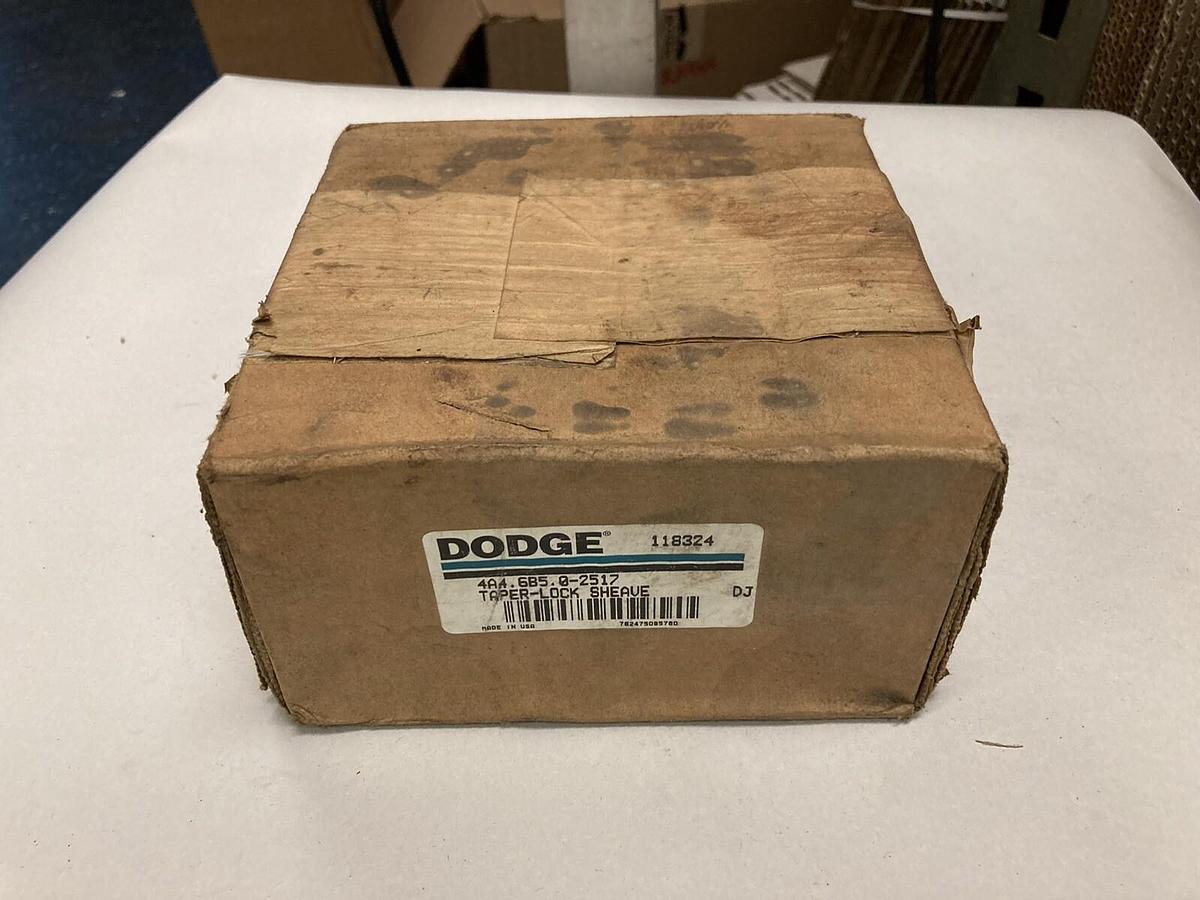 DODGE® 118324
4A4.6B5.0-2517
TAPER-LOCK SHEAVE DJ
MADE IN USA 782475085780